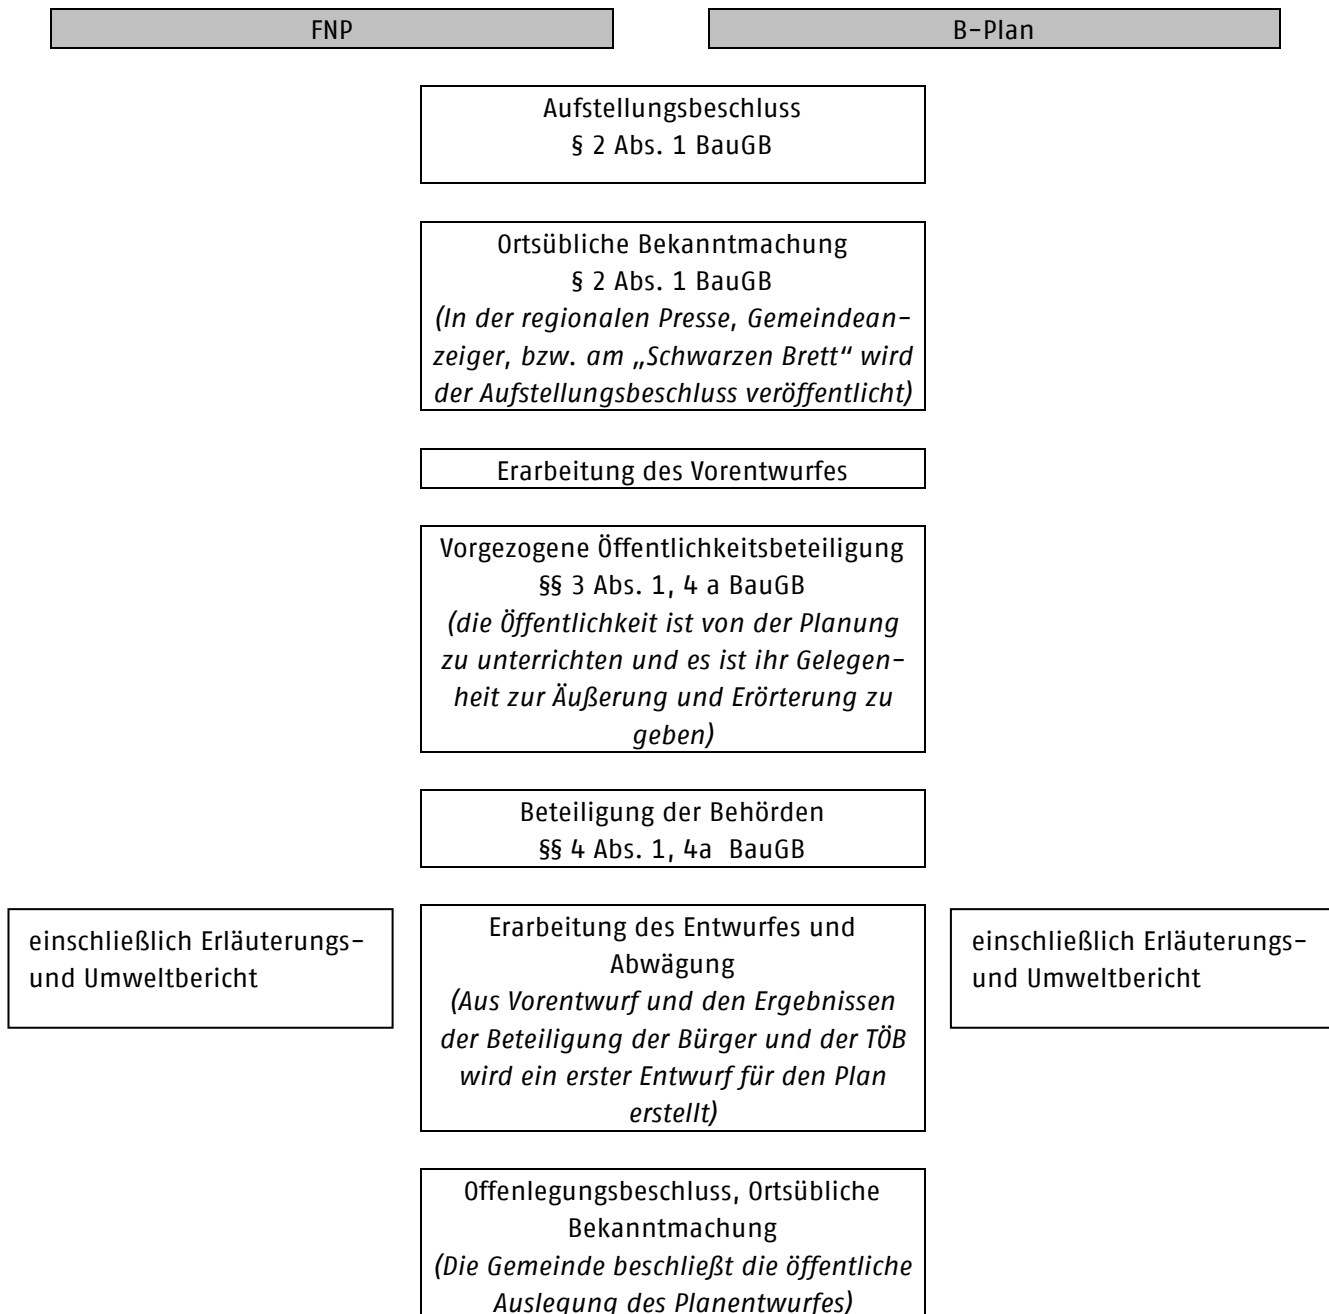 FNP
B-Plan
Aufstellungsbeschluss
§ 2 Abs. 1 BauGB
Ortsübliche Bekanntmachung
§ 2 Abs. 1 BauGB
(In der regionalen Presse, Gemeindean-
zeiger, bzw. am „Schwarzen Brett“ wird
der Aufstellungsbeschluss veröffentlicht)
Erarbeitung des Vorentwurfes
Vorgezogene Öffentlichkeitsbeteiligung
§§ 3 Abs. 1, 4 a BauGB
(die Öffentlichkeit ist von der Planung
zu unterrichten und es ist ihr Gelegen-
heit zur Äußerung und Erörterung zu
geben)
Beteiligung der Behörden
§§ 4 Abs. 1, 4a BauGB
einschließlich Erläuterungs-
und Umweltbericht
Erarbeitung des Entwurfes und
Abwägung
(Aus Vorentwurf und den Ergebnissen
der Beteiligung der Bürger und der TÖB
wird ein erster Entwurf für den Plan
erstellt)
einschließlich Erläuterungs-
und Umweltbericht
Offenlegungsbeschluss, Ortsübliche
Bekanntmachung
(Die Gemeinde beschließt die öffentliche
Auslegung des Planentwurfes)